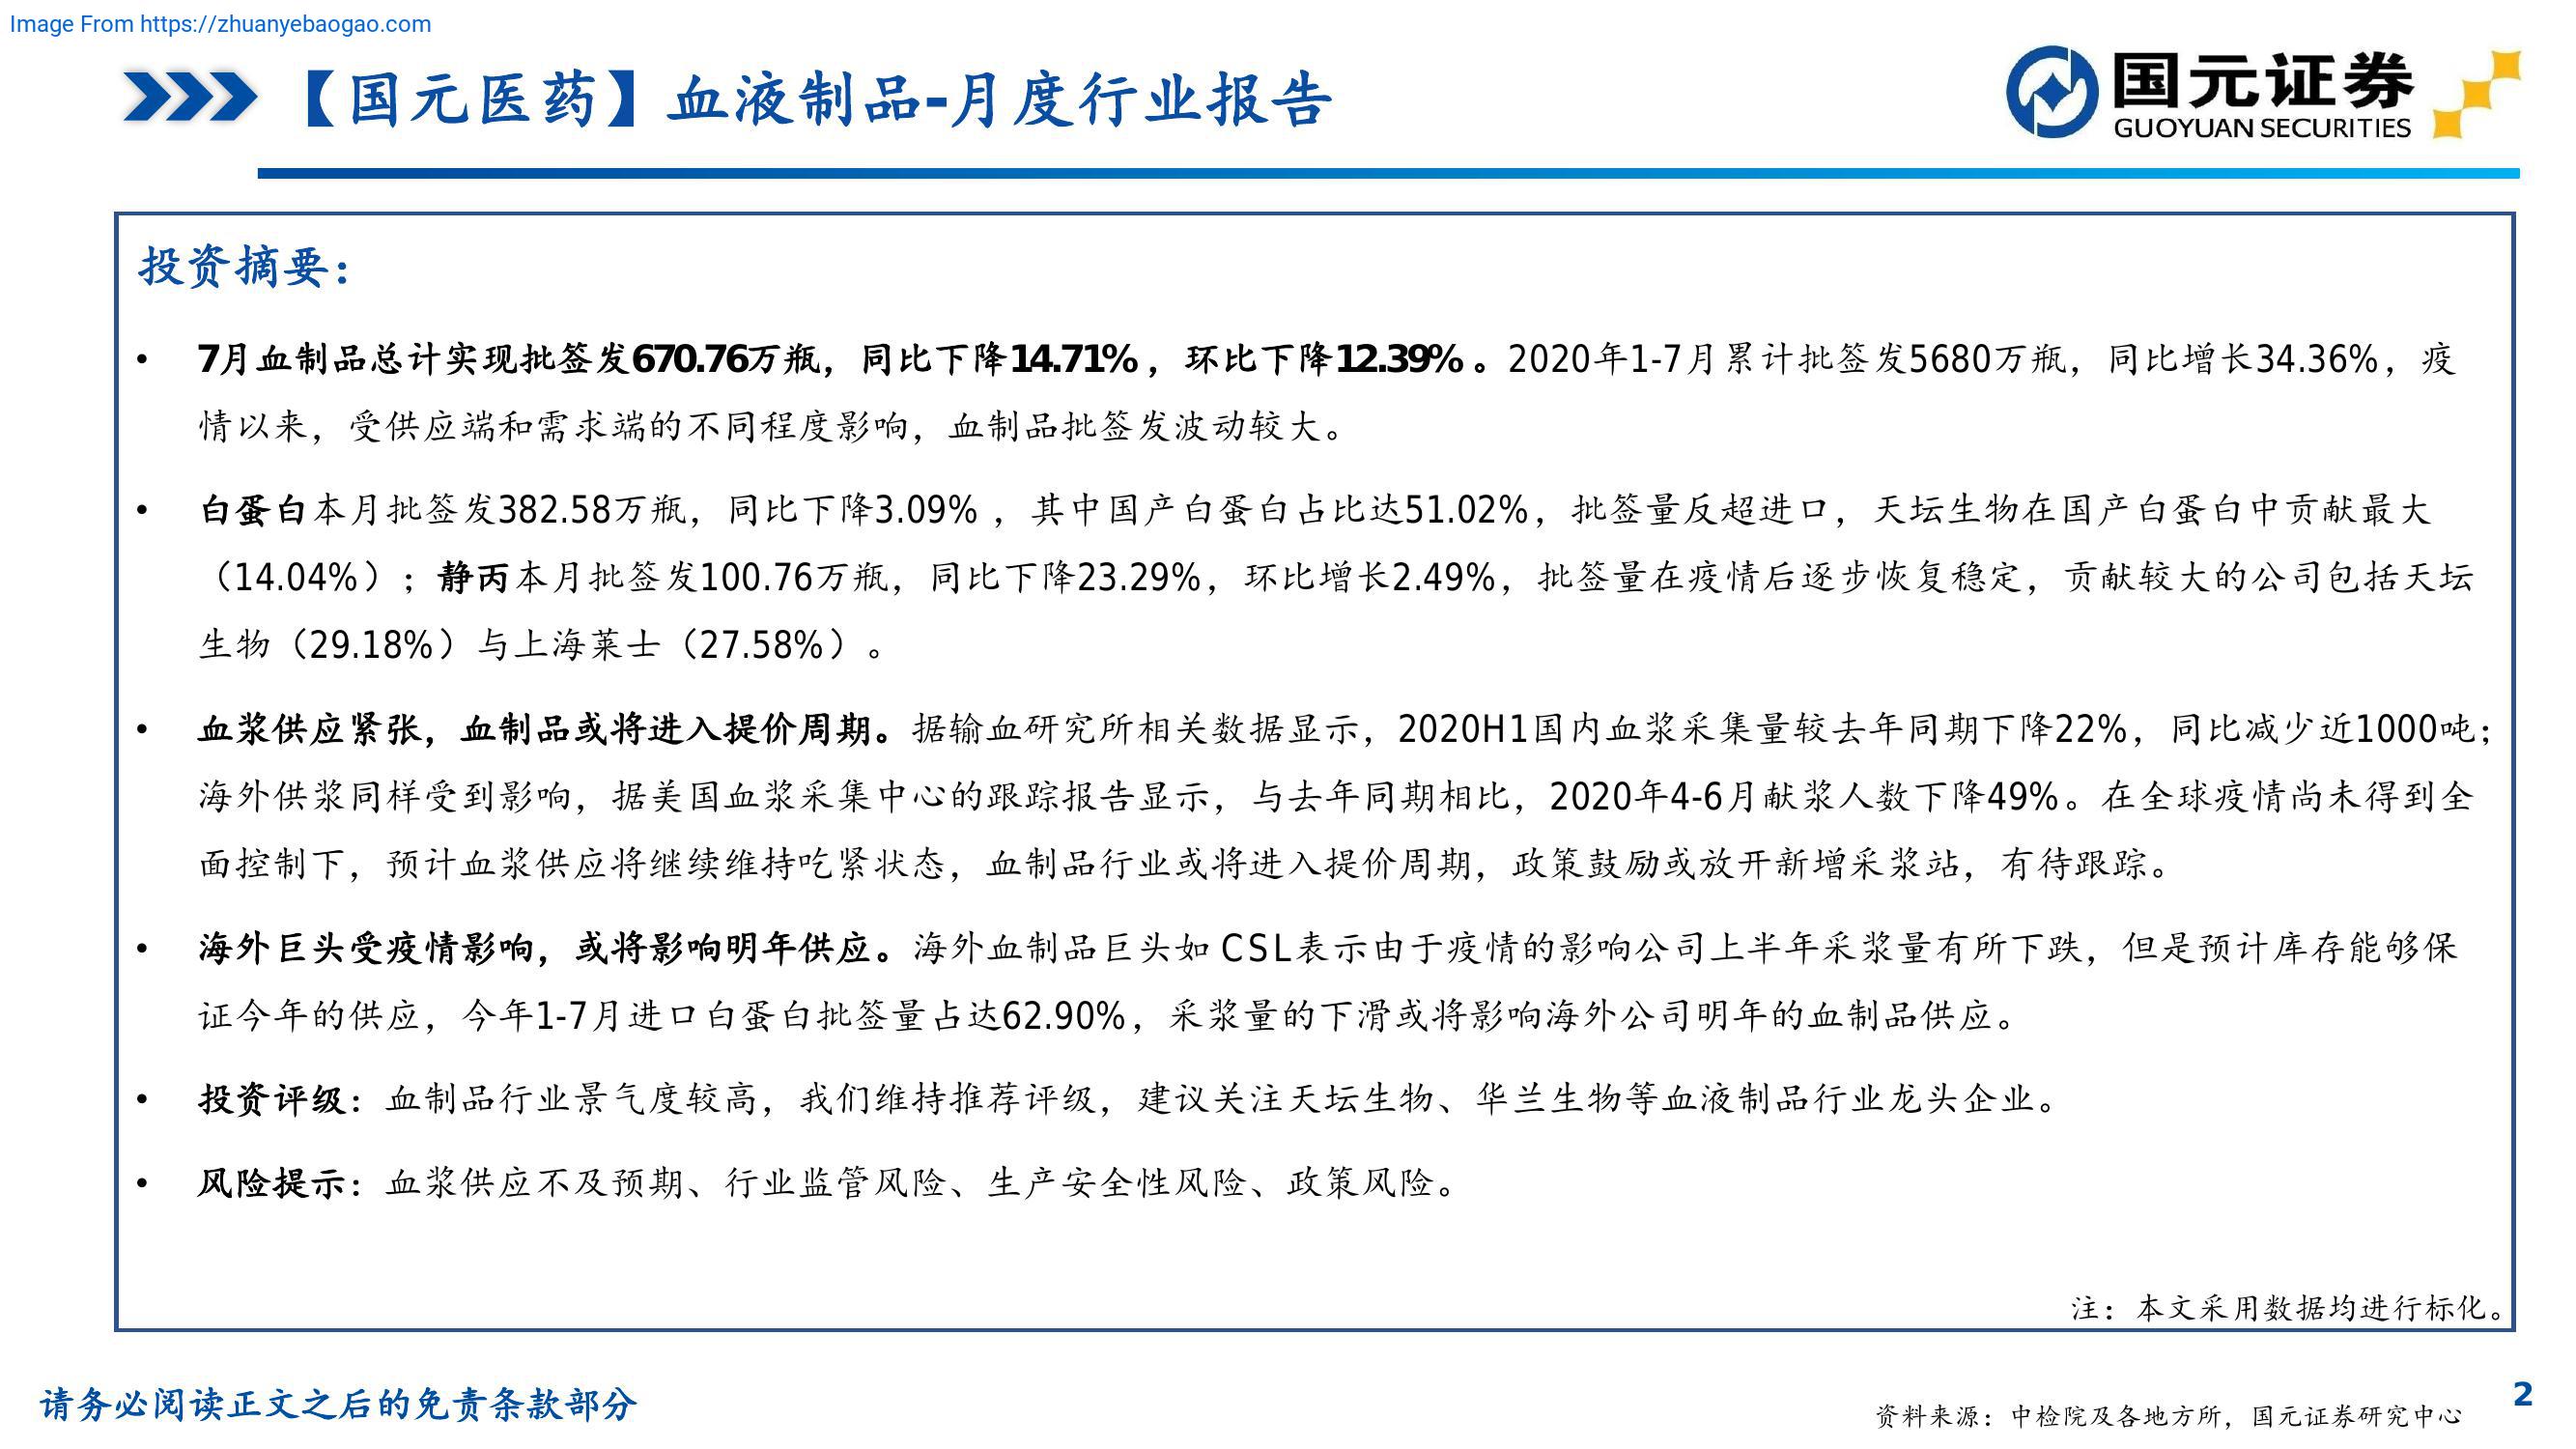 Image From https://zhuanyebaogao.com
【国元医药】血液制品-月度行业报告
国元证券
GUOYUAN SECURITIES
投资摘要：
• 7月血制品总计实现批签发670.76万瓶，同比下降14.71%，环比下降12.39%。2020年1-7月累计批签发5680万瓶，同比增长34.36%，疫
情以来，受供应端和需求端的不同程度影响，血制品批签发波动较大。
• 白蛋白本月批签发382.58万瓶，同比下降3.09%，其中国产白蛋白占比达51.02%，批签量反超进口，天坛生物在国产白蛋白中贡献最大
（14.04%）；静丙本月批签发100.76万瓶，同比下降23.29%，环比增长2.49%，批签量在疫情后逐步恢复稳定，贡献较大的公司包括天坛
生物（29.18%）与上海莱士（27.58%）。
• 血浆供应紧张，血制品或将进入提价周期。据输血研究所相关数据显示，2020H1国内血浆采集量较去年同期下降22%，同比减少近1000吨；
海外供浆同样受到影响，据美国血浆采集中心的跟踪报告显示，与去年同期相比，2020年4-6月献浆人数下降49%。在全球疫情尚未得到全
面控制下，预计血浆供应将继续维持吃紧状态，血制品行业或将进入提价周期，政策鼓励或放开新增采浆站，有待跟踪。
• 海外巨头受疫情影响，或将影响明年供应。海外血制品巨头如 CSL表示由于疫情的影响公司上半年采浆量有所下跌，但是预计库存能够保
证今年的供应，今年1-7月进口白蛋白批签量占达62.90%，采浆量的下滑或将影响海外公司明年的血制品供应。
• 投资评级：血制品行业景气度较高，我们维持推荐评级，建议关注天坛生物、华兰生物等血液制品行业龙头企业。
• 风险提示：血浆供应不及预期、行业监管风险、生产安全性风险、政策风险。
注：本文采用数据均进行标化。
请务必阅读正文之后的免责条款部分
资料来源：中检院及各地方所，国元证券研究中心
2